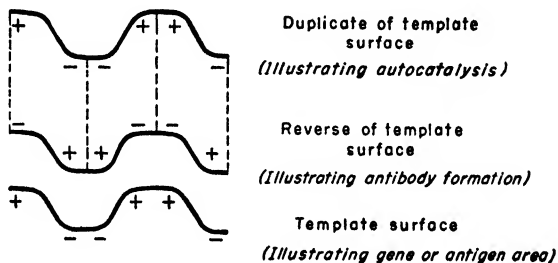 + + + Duplicate of template
surface
− − − (Illustrating autocatalysis)
− − − Reverse of template
surface
+ + + (Illustrating antibody formation)
+ + + Template surface
− − − (Illustrating gene or antigen area)